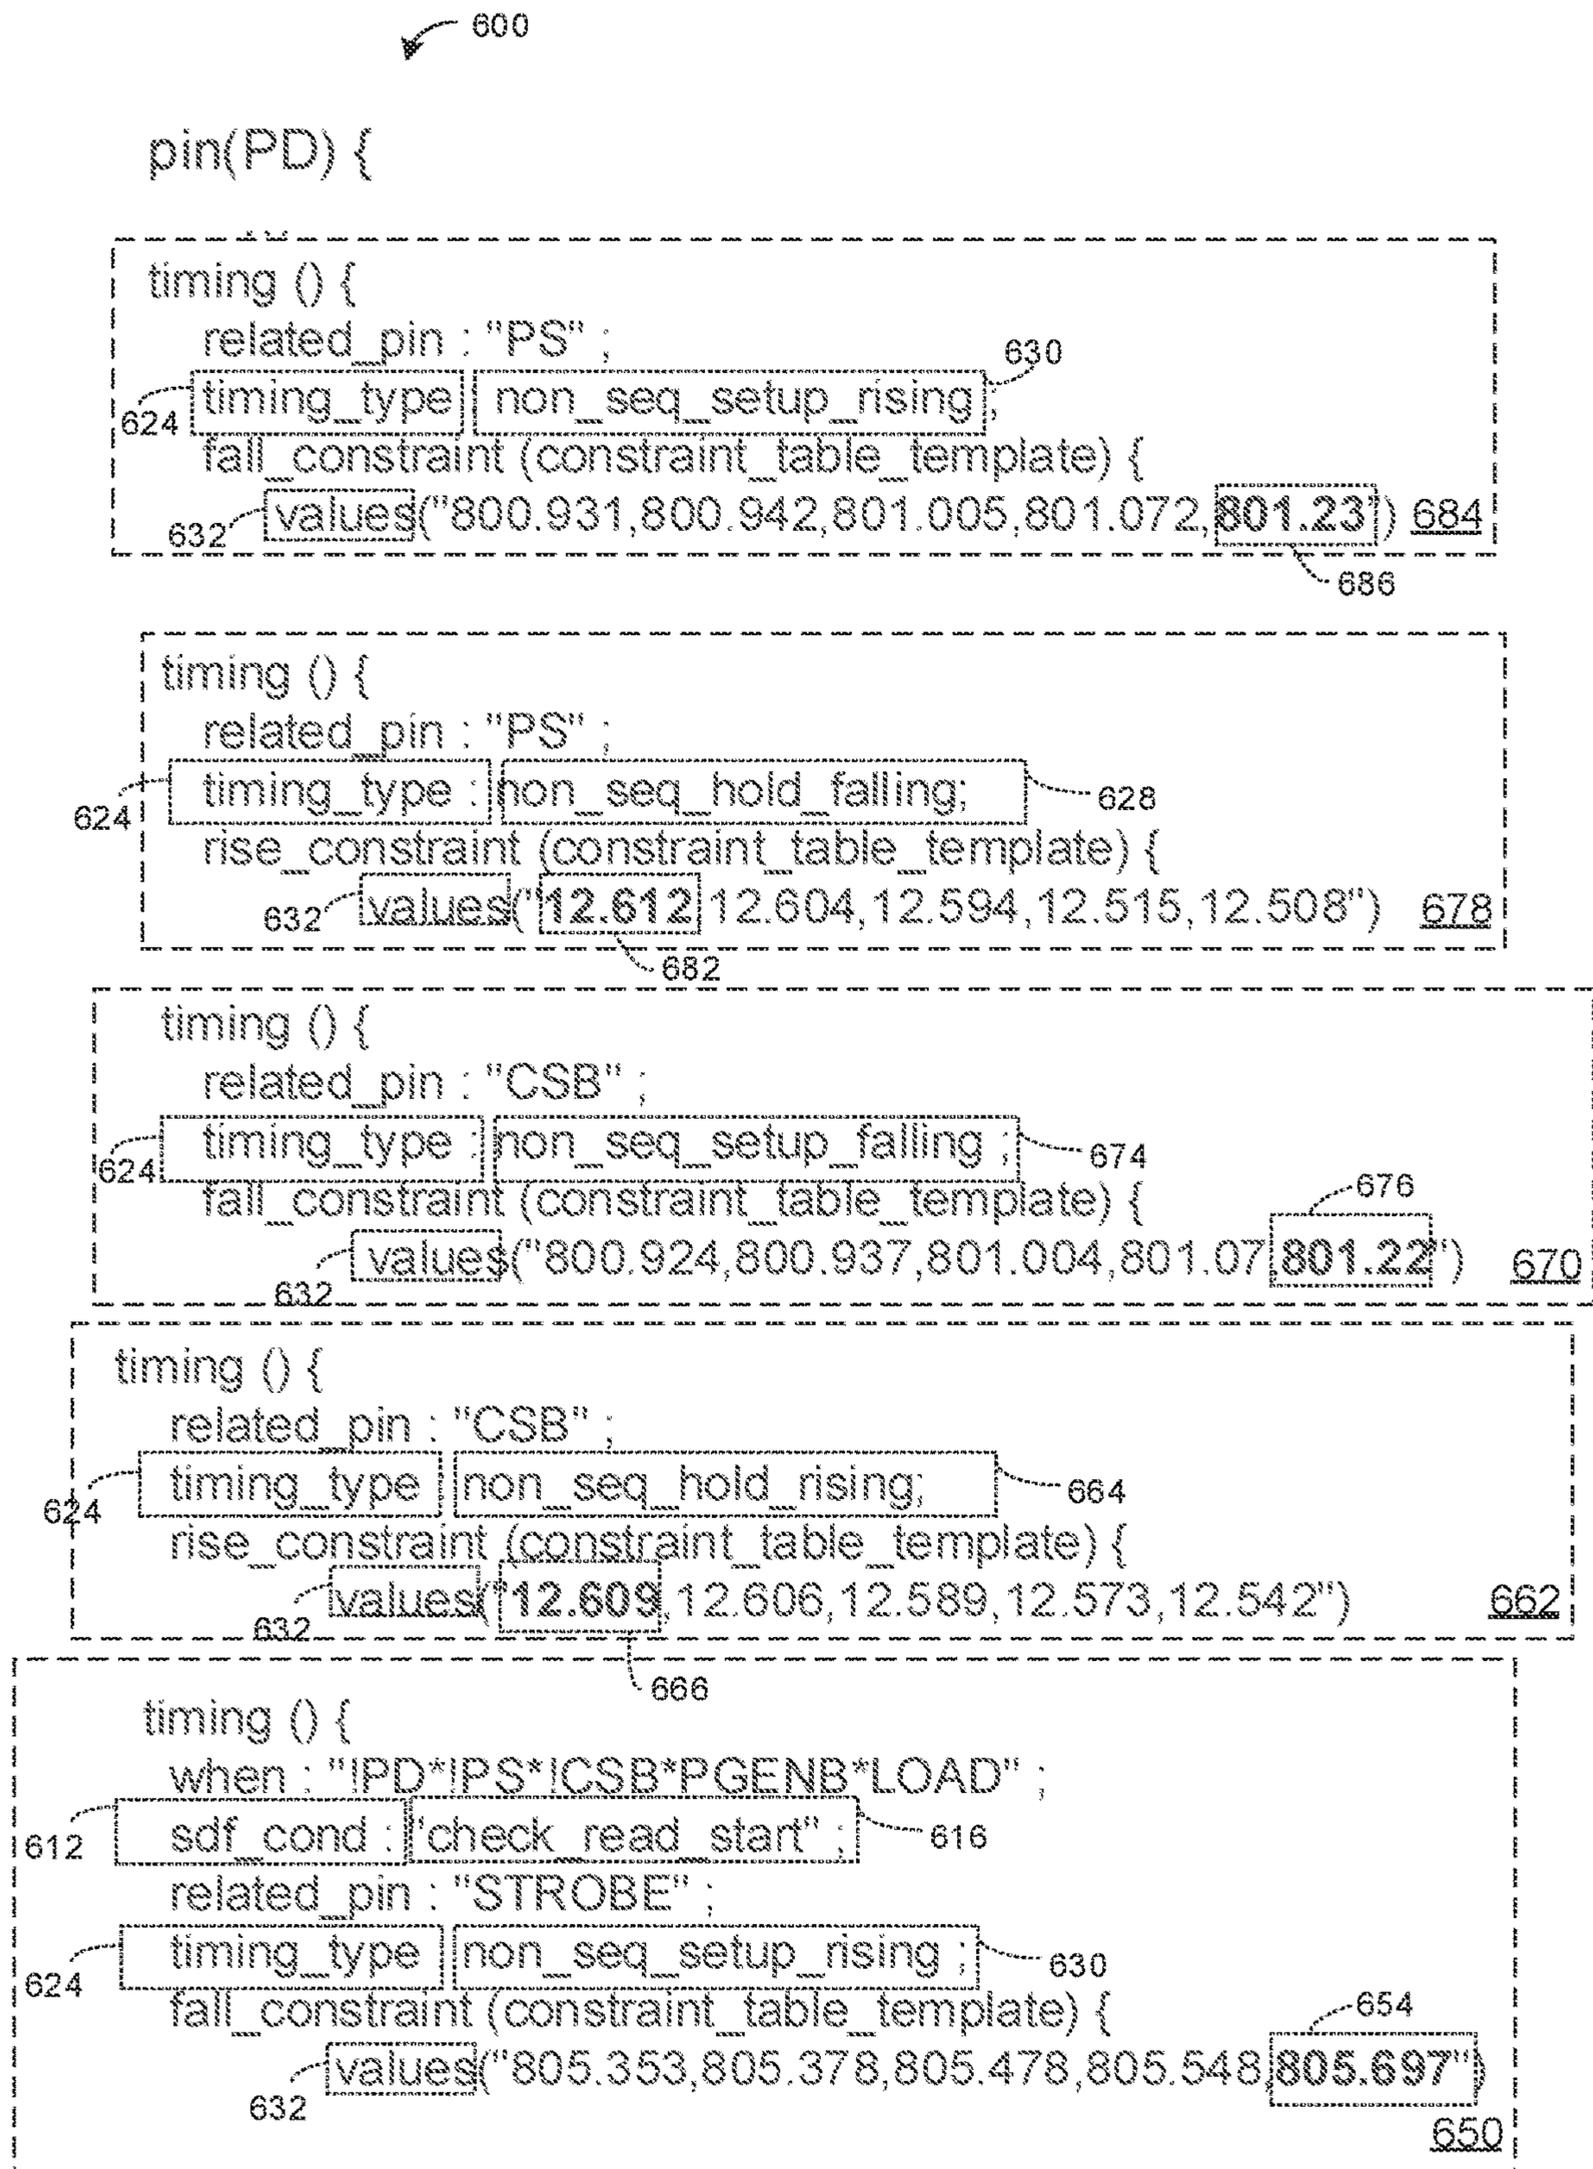 600
pin(PD) {
timing () {
related_pin : "PS" ;
630
timing_type non_seq_setup_rising ;
624
fall_constraint (constraint_table_template) {
values("800.931,800.942,801.005,801.072,801.23") 684
632
686
timing () {
related_pin : "PS" ;
timing_type : non_seq_hold_falling; 628
624
rise_constraint (constraint_table_template) {
632 values("12.612 12.604,12.594,12.515,12.508") 678
682
timing () {
related_pin : "CSB" ;
timing_type : non_seq_setup_falling ; 674
624
fall_constraint (constraint_table_template) {
676
values("800.924,800.937,801.004,801.07,801.22") 670
632
timing () {
related_pin : "CSB" ;
timing_type non_seq_hold_rising; 664
624
rise_constraint (constraint_table_template) {
values("12.609,12.606,12.589,12.573,12.542") 662
632
666
timing () {
when : "!PD*!PS*!CSB*PGENB*LOAD" ;
612 sdf_cond : "check_read_start" ; 616
related_pin : "STROBE" ;
timing_type non_seq_setup_rising ; 630
624
fall_constraint (constraint_table_template) {
654
values("805.353,805.378,805.478,805.548,805.697")
632
650